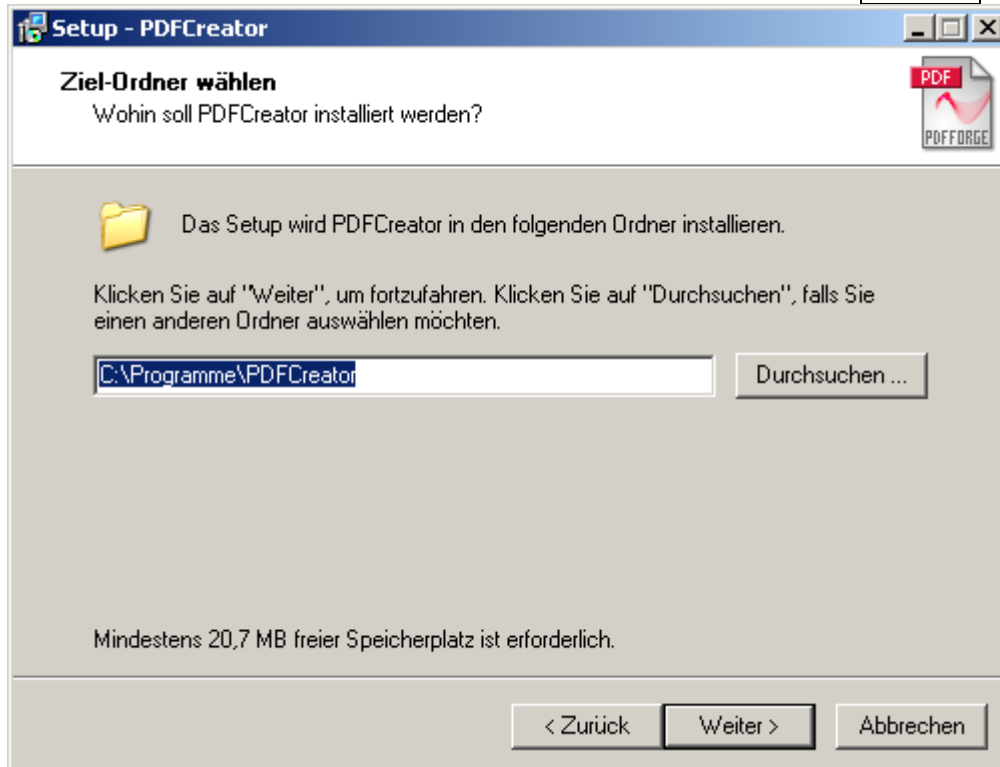 Setup - PDFCreator
Ziel-Ordner wählen
Wohin soll PDFCreator installiert werden?
PDF
PDFFORGE
Das Setup wird PDFCreator in den folgenden Ordner installieren.
Klicken Sie auf "Weiter", um fortzufahren. Klicken Sie auf "Durchsuchen", falls Sie
einen anderen Ordner auswählen möchten.
C:\Programme\PDFCreator
Durchsuchen ...
Mindestens 20,7 MB freier Speicherplatz ist erforderlich.
< Zurück
Weiter >
Abbrechen